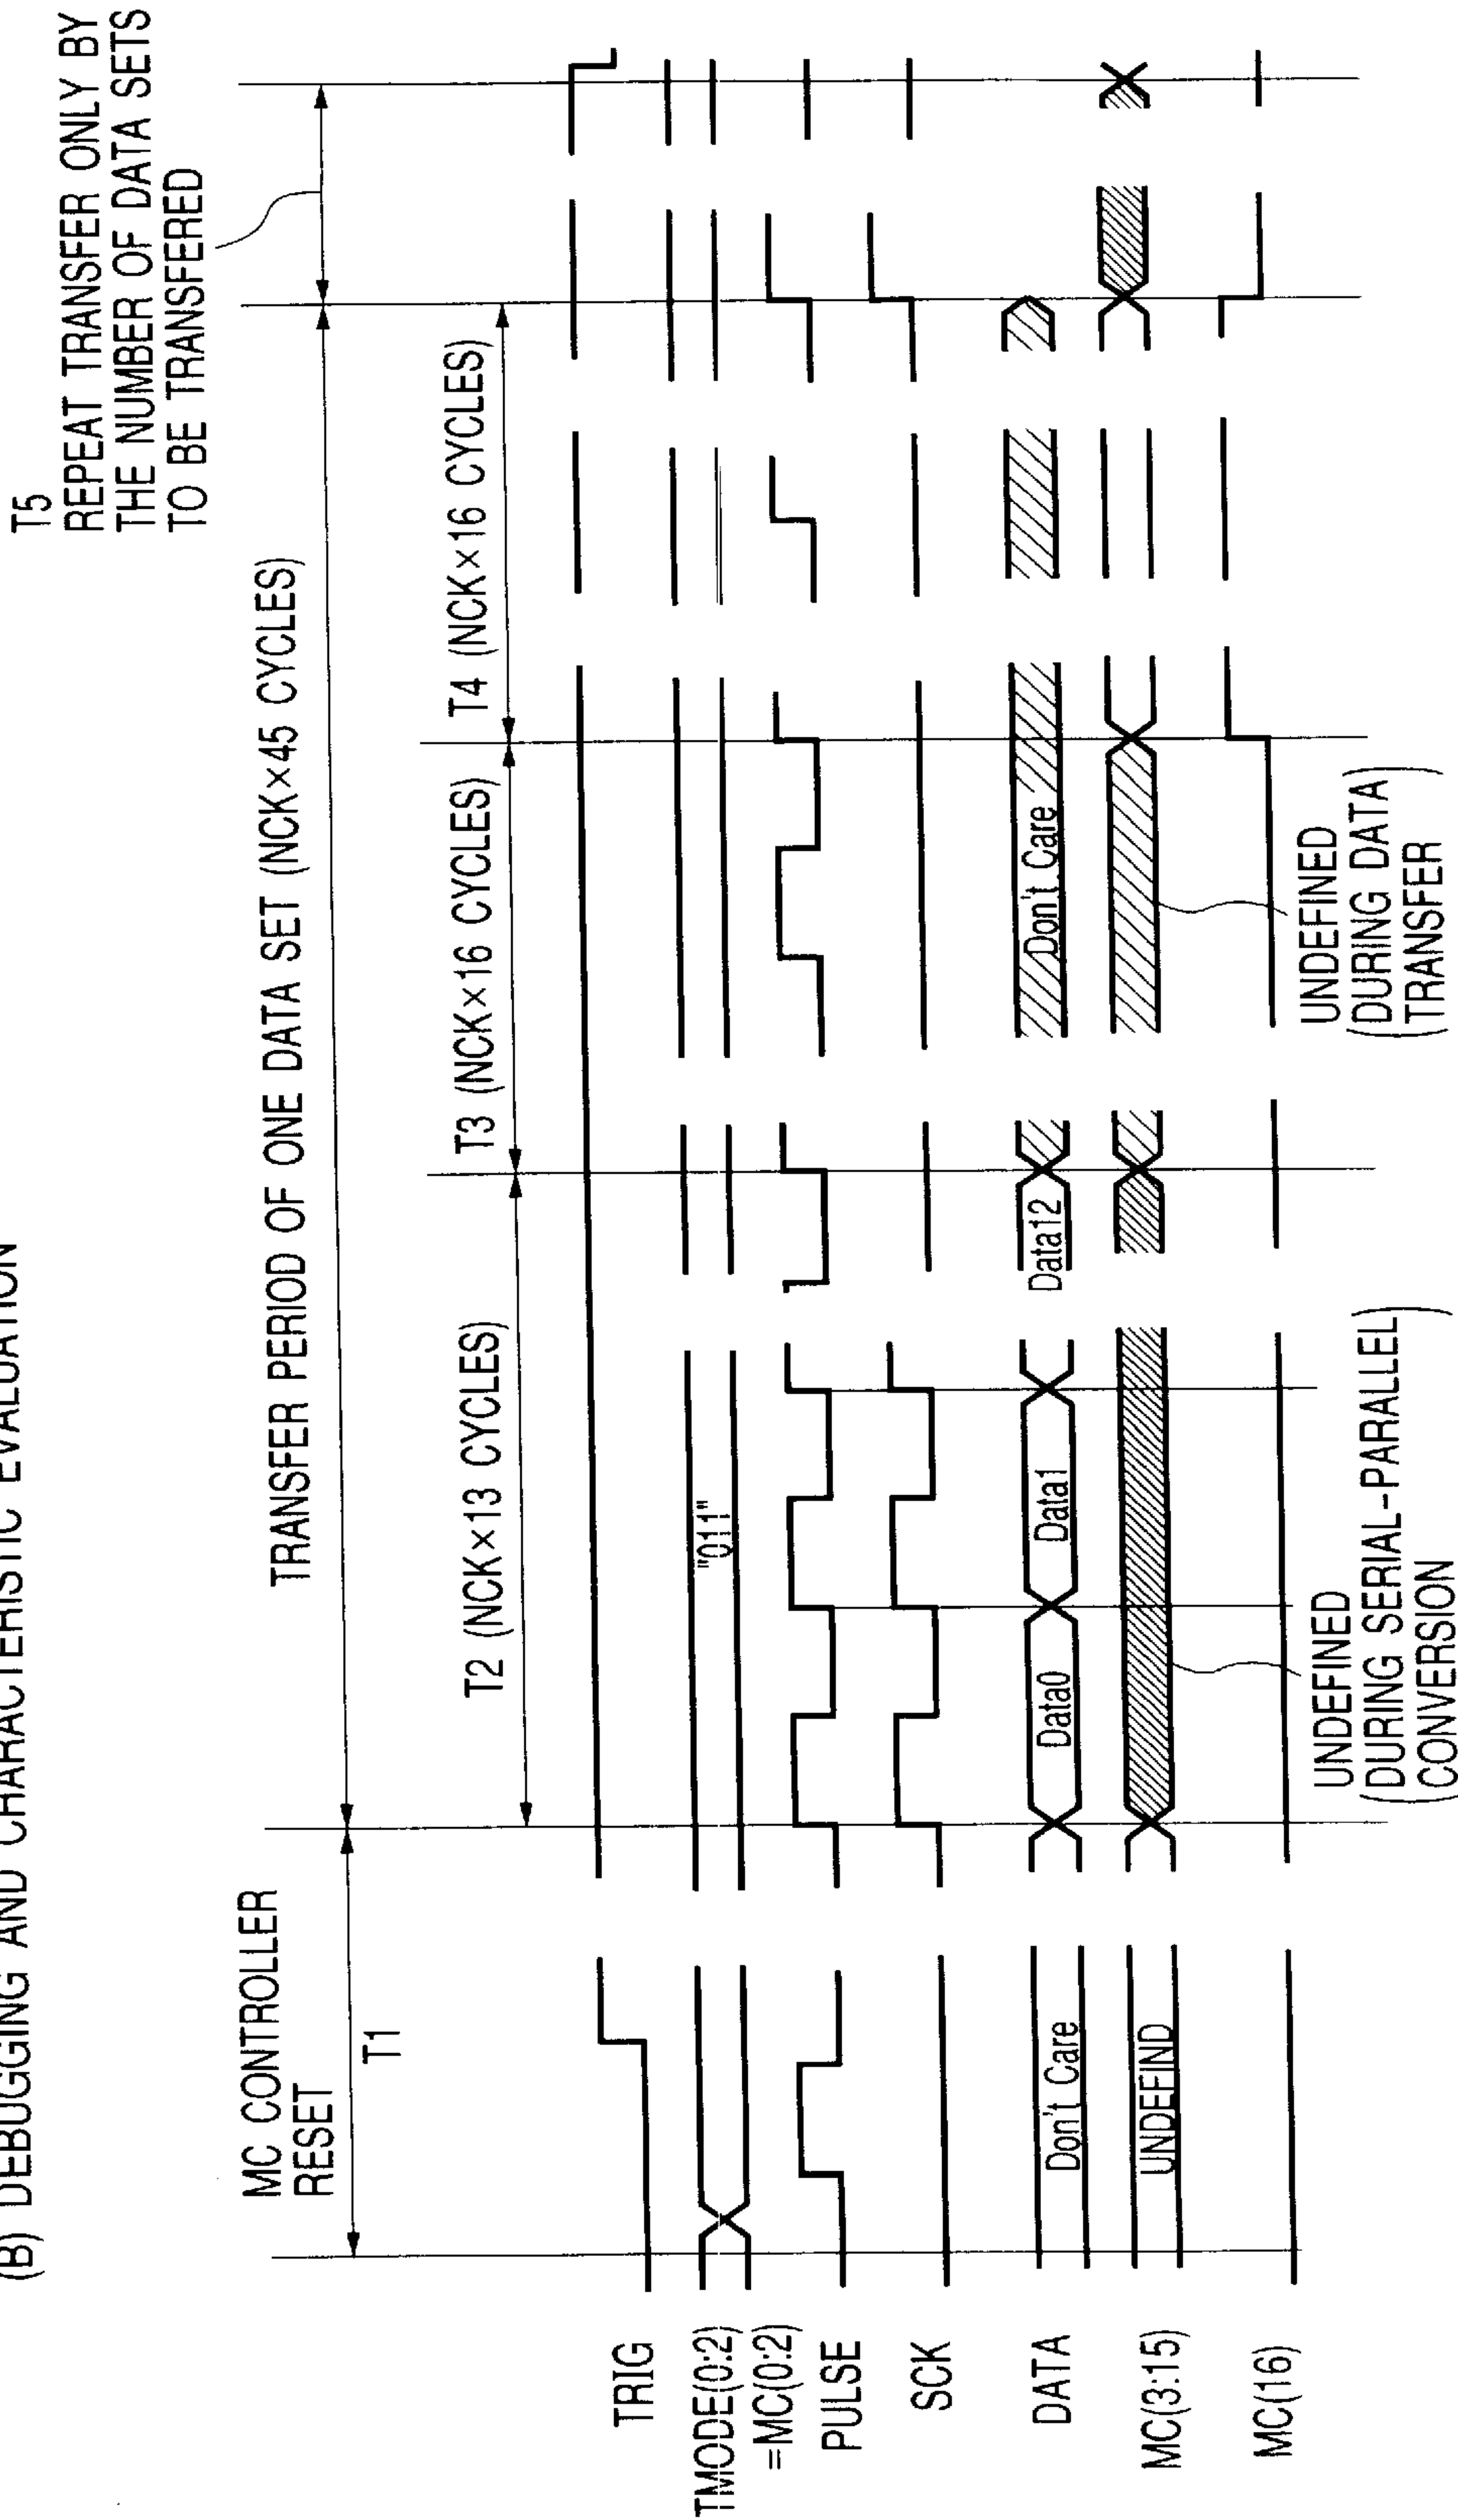 (B) DEBUGGING AND CHARACTERISTIC EVALUATION
T5
REPEAT TRANSFER ONLY BY
THE NUMBER OF DATA SETS
TO BE TRANSFERED
MC CONTROLLER
RESET
TRANSFER PERIOD OF ONE DATA SET (NCK×45 CYCLES)
T1
T2 (NCK×13 CYCLES)
T3 (NCK×16 CYCLES)
T4 (NCK×16 CYCLES)
TRIG
TMODE(0:2)
=MC(0:2)
"011"
PULSE
SCK
DATA
Don't Care
Data0
Data1
Data12
Don't Care
MC(3:15)
UNDEFIND
MC(16)
UNDEFINED
(DURING SERIAL-PARALLEL
CONVERSION)
UNDEFINED
(DURING DATA
TRANSFER)